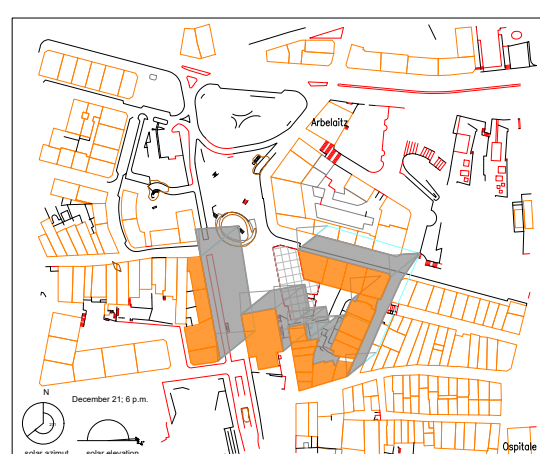 Arbelaitz
N
December 21; 6 p.m.
solar azimut
solar elevation
Ospitale